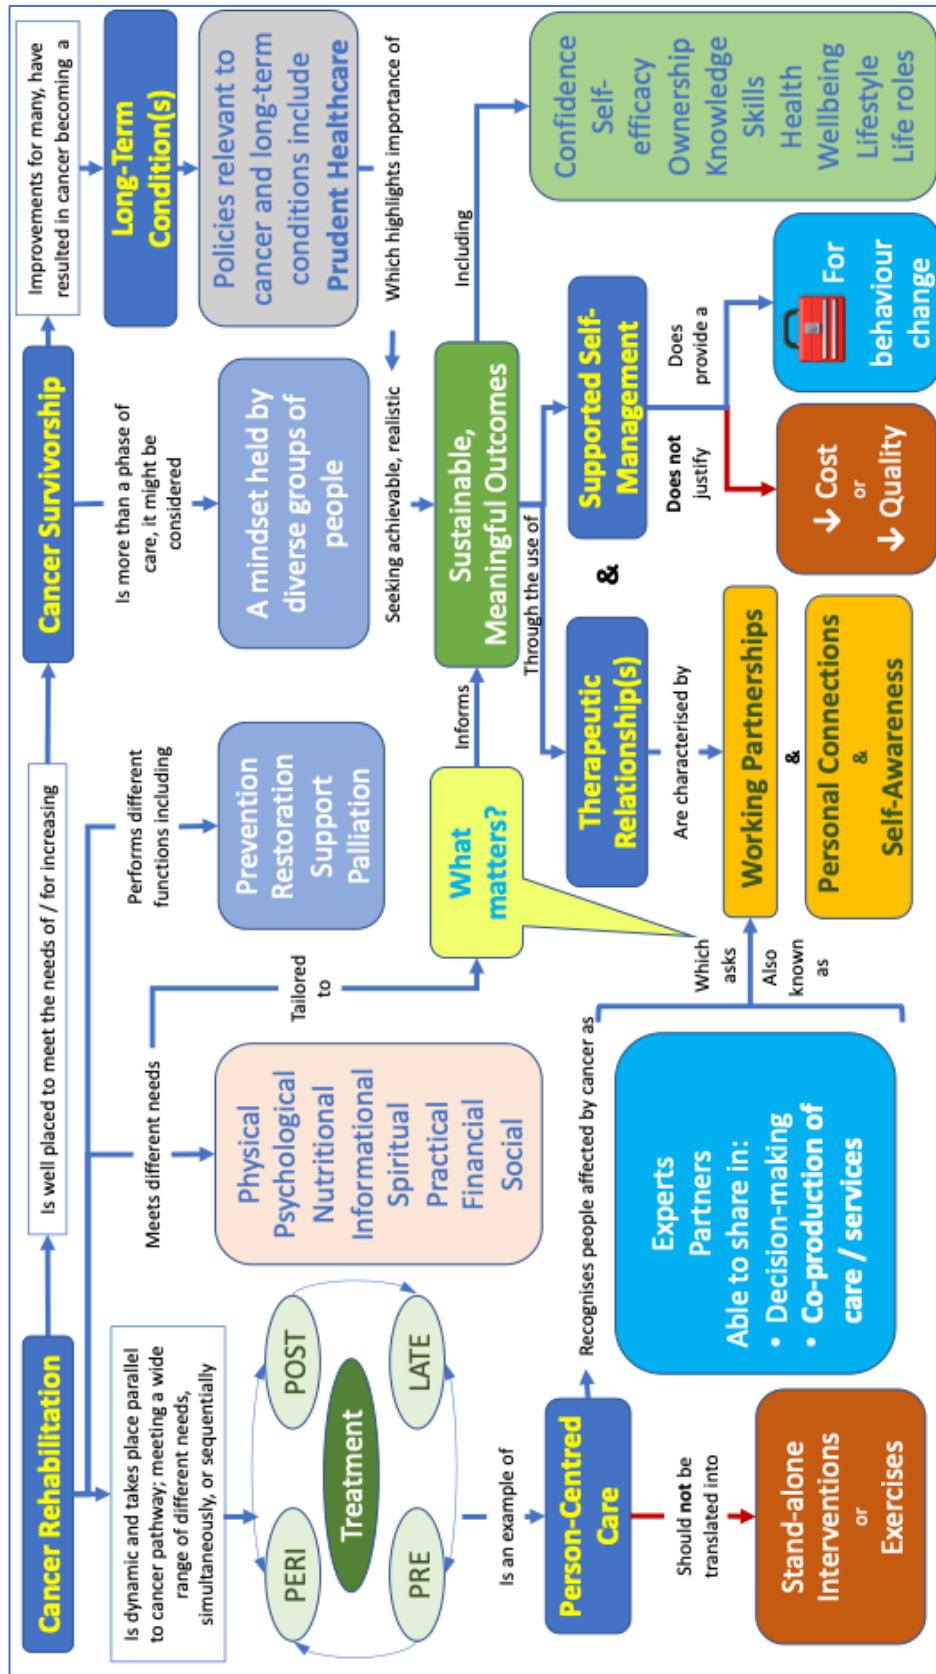 Cancer Rehabilitation
Is well placed to meet the needs of / for increasing
Cancer Survivorship
Improvements for many, have
resulted in cancer becoming a
Is dynamic and takes place parallel
to cancer pathway; meeting a wide
range of different needs,
simultaneously, or sequentially
Meets different needs
Performs different
functions including
Is more than a phase of
care, it might be
considered
Long-Term
Condition(s)
PERI
POST
Treatment
PRE
LATE
Physical
Psychological
Nutritional
Informational
Spiritual
Practical
Financial
Social
Tailored
to
Prevention
Restoration
Support
Palliation
A mindset held by
diverse groups of
people
Policies relevant to
cancer and long-term
conditions include
Prudent Healthcare
Which highlights importance of
Seeking achievable, realistic
Is an example of
What
matters?
Informs
Sustainable,
Meaningful Outcomes
Including
Through the use of
Person-Centred
Care
Recognises people affected by cancer as
Therapeutic
Relationship(s)
&
Supported Self-
Management
Confidence
Self-
efficacy
Ownership
Knowledge
Skills
Health
Wellbeing
Lifestyle
Life roles
Should not be
translated into
Experts
Partners
Able to share in:
• Decision-making
• Co-production of
care / services
Which
asks
Also
known
as
Are characterised by
Does not
justify
Does
provide a
Stand-alone
Interventions
or
Exercises
Working Partnerships
&
Personal Connections
&
Self-Awareness
↓ Cost
or
↓ Quality
For
behaviour
change